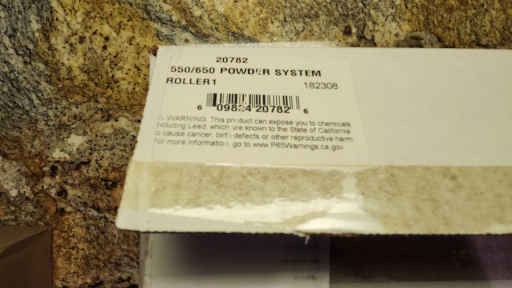 20782
550/650 POWDER SYSTEM
ROLLER1
182308
6 09834 20782 6
⚠ WARNING: This product can expose you to chemicals
including Lead, which are known to the State of California
to cause cancer, birth defects or other reproductive harm.
For more information, go to www.P65Warnings.ca.gov